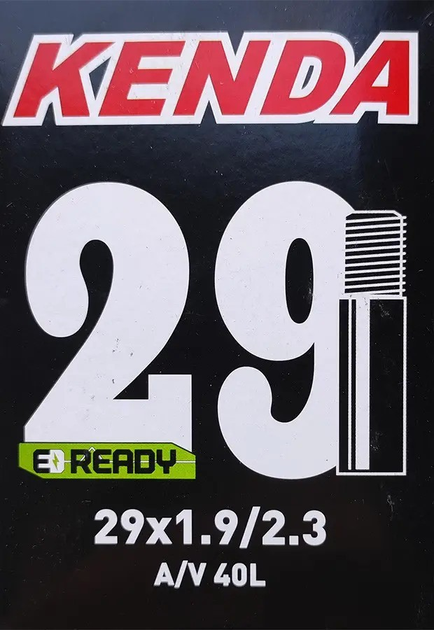 KENDA
29
E READY
29x1.9/2.3
A/V 40L